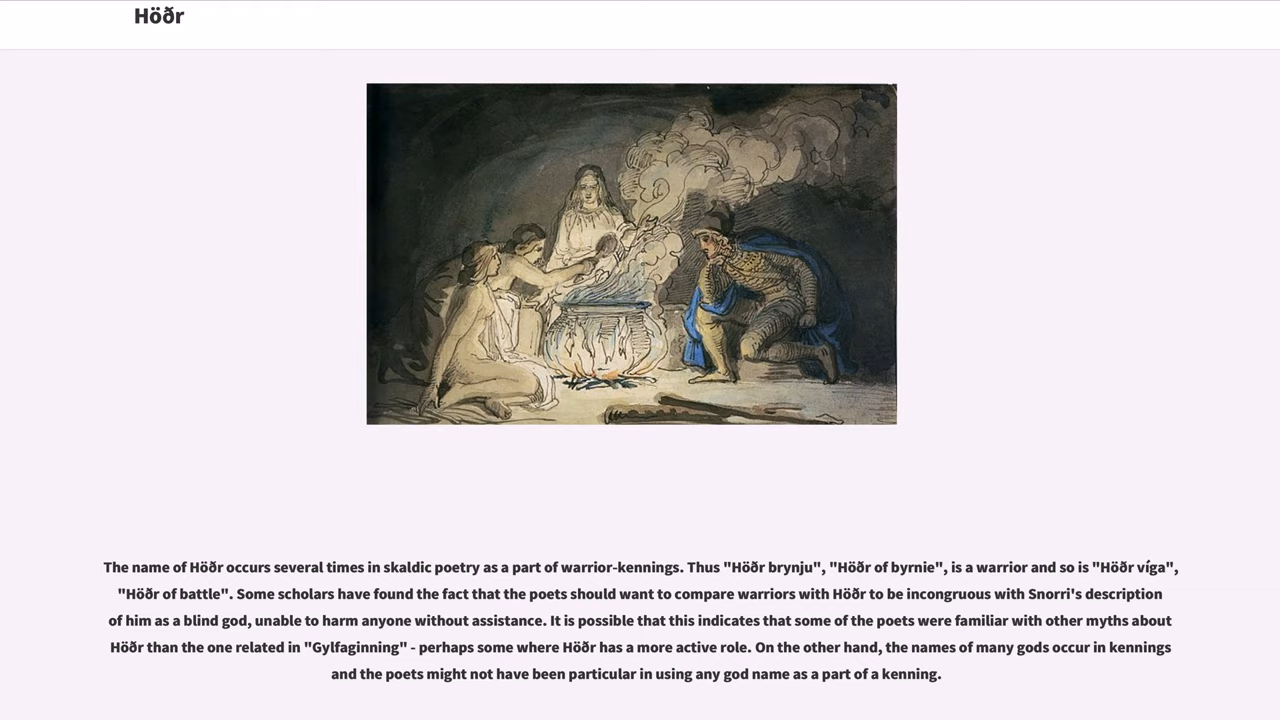 Höðr
The name of Höðr occurs several times in skaldic poetry as a part of warrior-kennings. Thus "Höðr brynju", "Höðr of byrnie", is a warrior and so is "Höðr víga",
"Höðr of battle". Some scholars have found the fact that the poets should want to compare warriors with Höðr to be incongruous with Snorri's description
of him as a blind god, unable to harm anyone without assistance. It is possible that this indicates that some of the poets were familiar with other myths about
Höðr than the one related in "Gylfaginning" - perhaps some where Höðr has a more active role. On the other hand, the names of many gods occur in kennings
and the poets might not have been particular in using any god name as a part of a kenning.